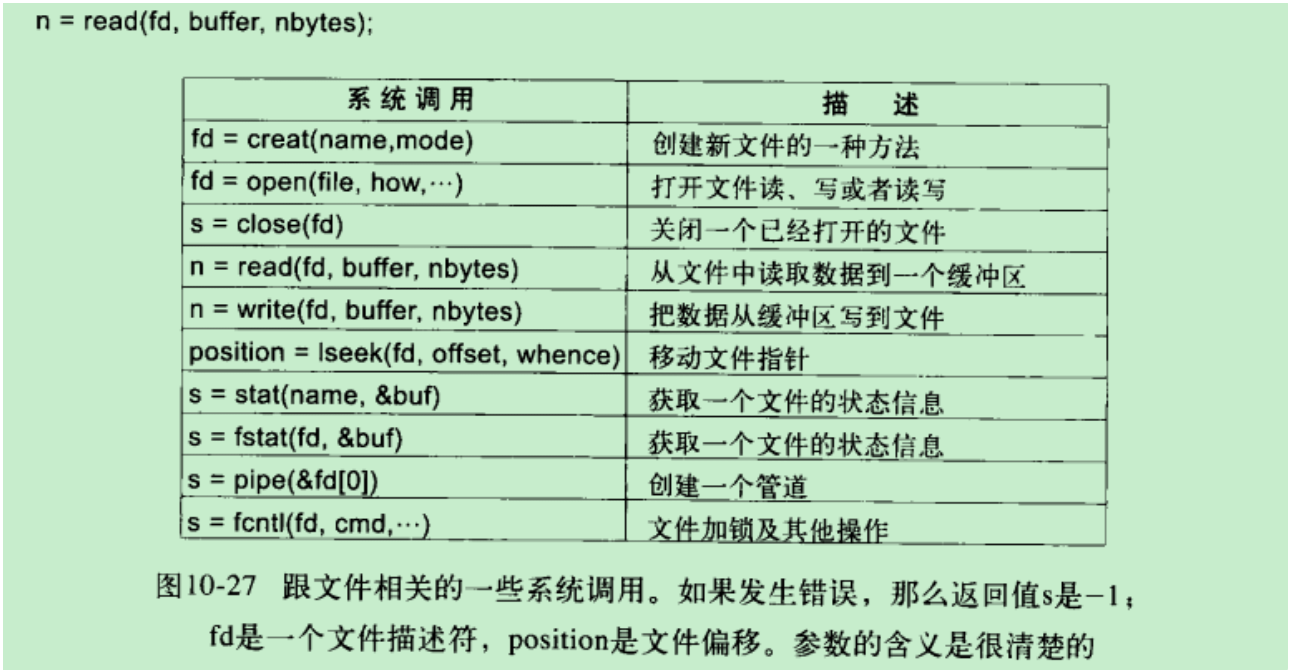 n = read(fd, buffer, nbytes);
系统调用 描 述
fd = creat(name,mode) 创建新文件的一种方法
fd = open(file, how,···) 打开文件读、写或者读写
s = close(fd) 关闭一个已经打开的文件
n = read(fd, buffer, nbytes) 从文件中读取数据到一个缓冲区
n = write(fd, buffer, nbytes) 把数据从缓冲区写到文件
position = lseek(fd, offset, whence) 移动文件指针
s = stat(name, &buf) 获取一个文件的状态信息
s = fstat(fd, &buf) 获取一个文件的状态信息
s = pipe(&fd[0]) 创建一个管道
s = fcntl(fd, cmd,···) 文件加锁及其他操作
图10-27 跟文件相关的一些系统调用。如果发生错误，那么返回值s是−1；
fd是一个文件描述符，position是文件偏移。参数的含义是很清楚的